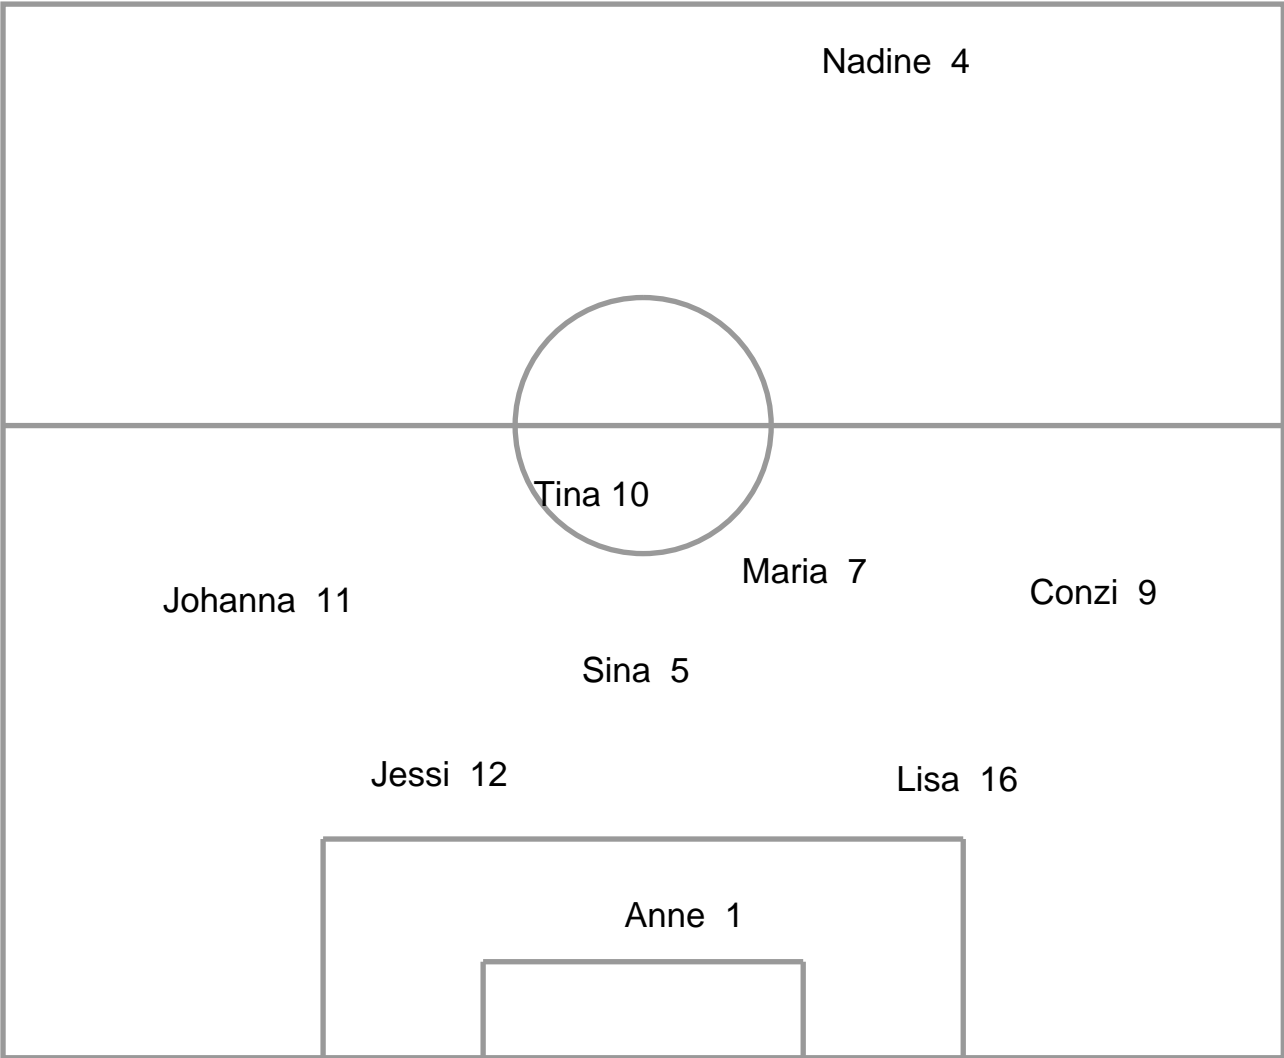 Nadine 4
Tina 10
Maria 7
Conzi 9
Johanna 11
Sina 5
Jessi 12
Lisa 16
Anne 1